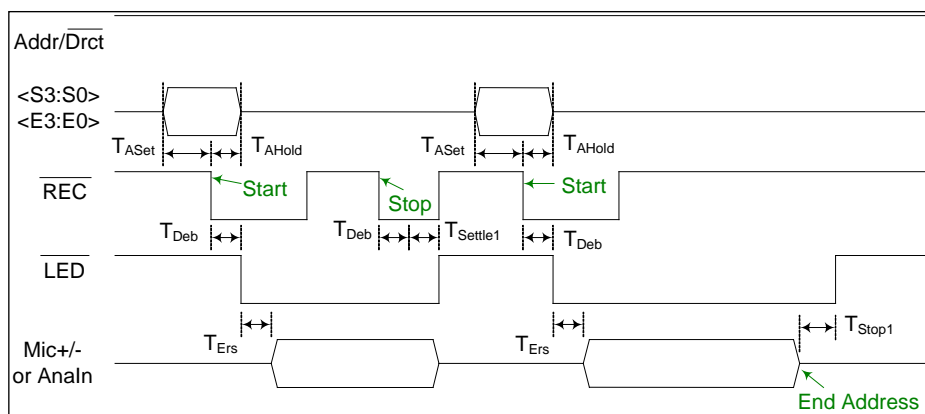 Addr/Drct
<S3:S0>
<E3:E0>
TASet
TAHold
TASet
TAHold
REC
Start
Stop
Start
TDeb
TDeb
TSettle1
TDeb
LED
TErs
TErs
TStop1
Mic+/-
or AnaIn
End Address